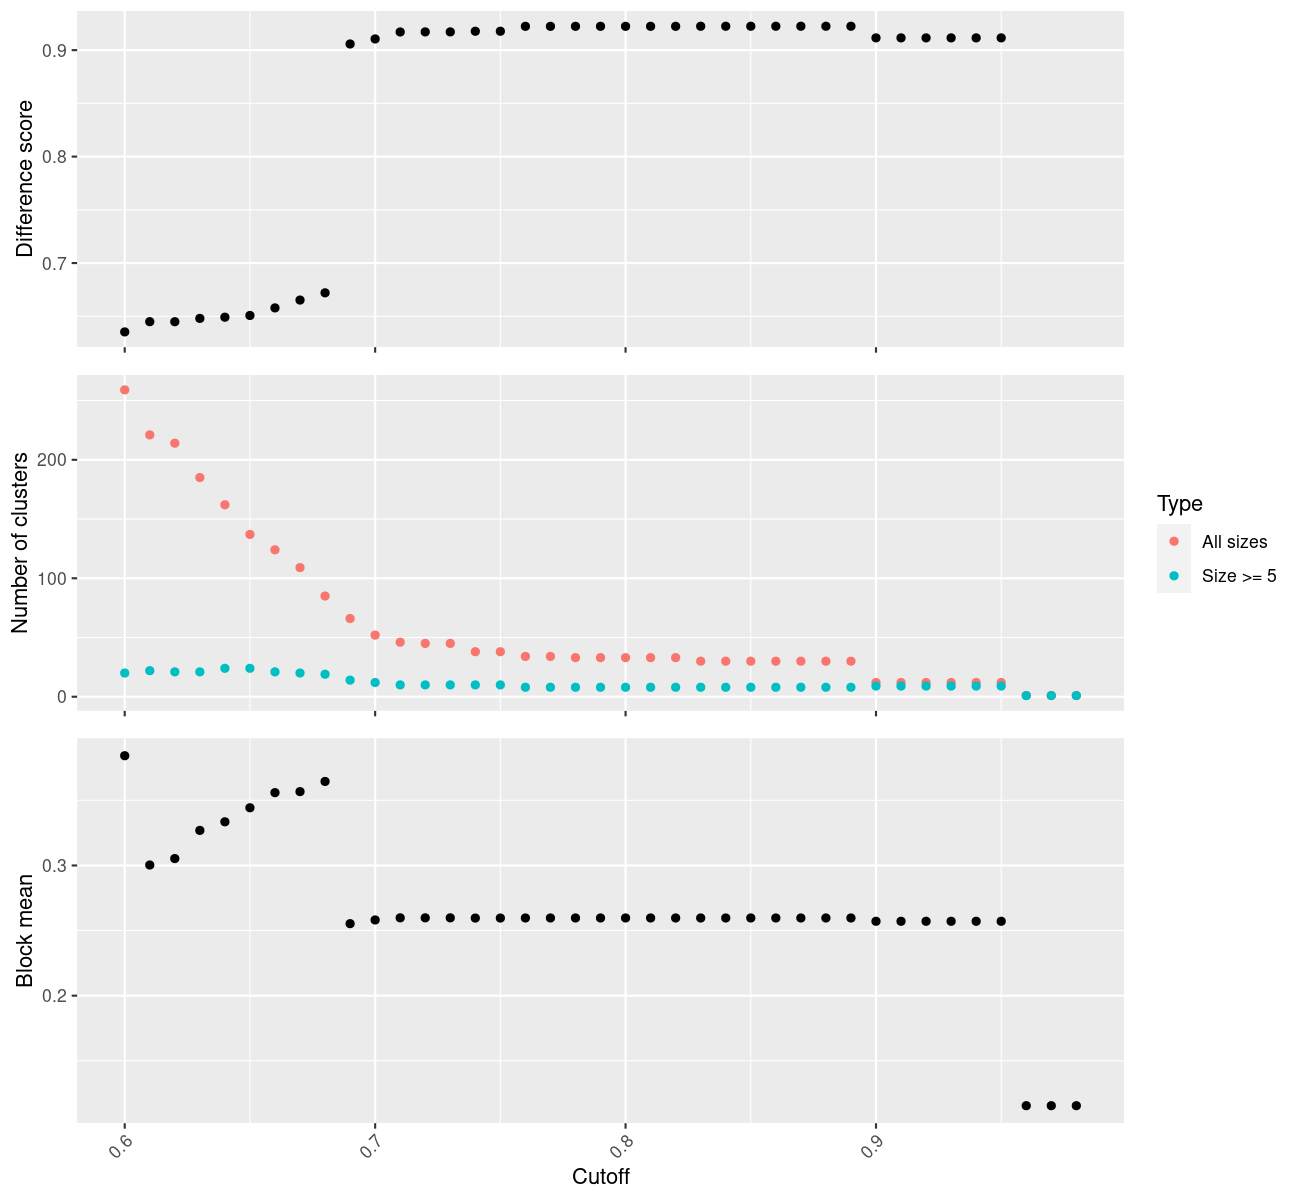 Difference score
0.9
0.8
0.7
Number of clusters
200
100
0
Type
All sizes
Size >= 5
Block mean
0.3
0.2
0.6
0.7
0.8
0.9
Cutoff